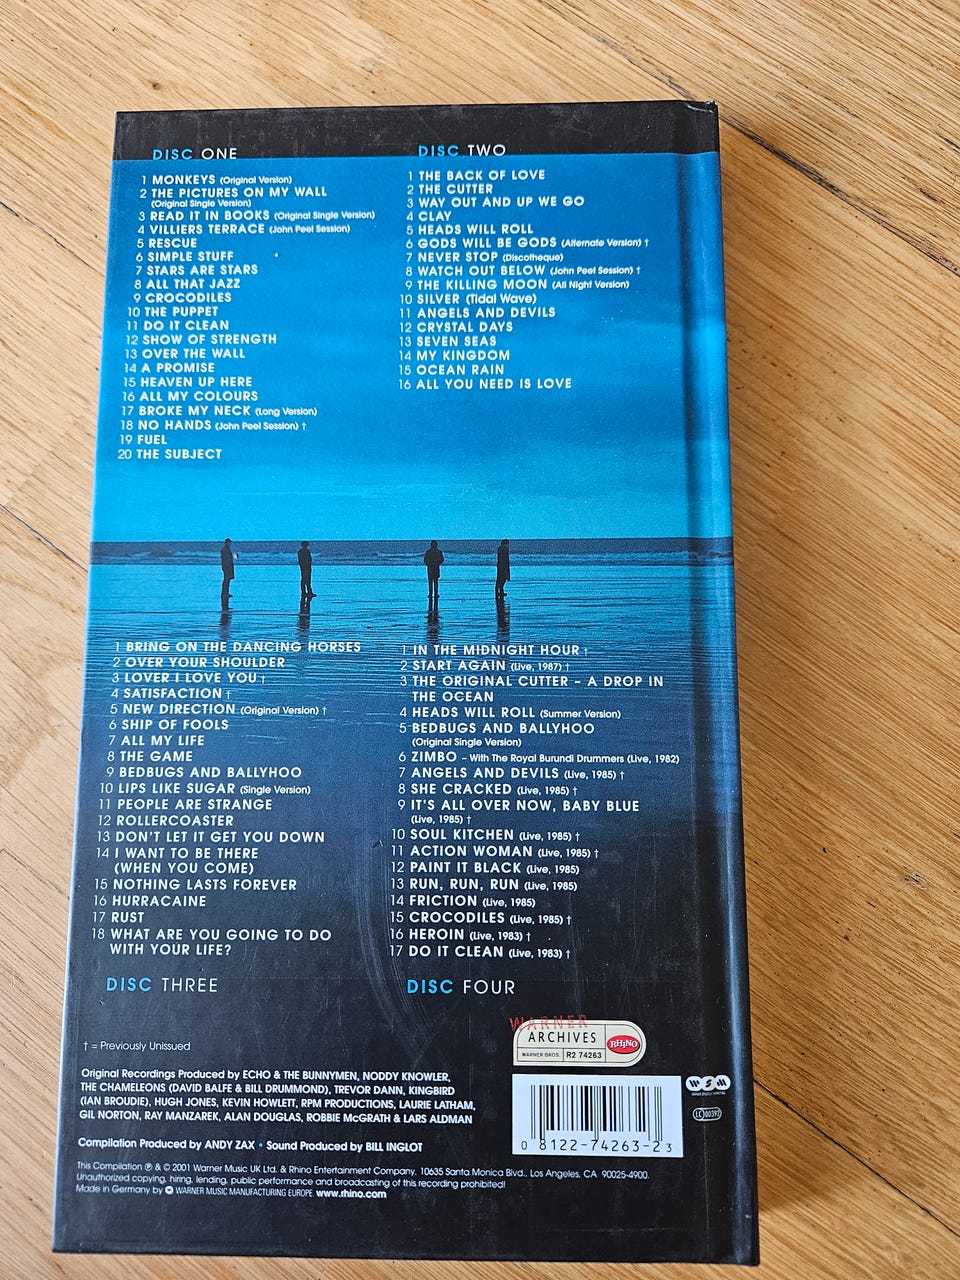 DISC ONE
1 MONKEYS (Original Version)
2 THE PICTURES ON MY WALL
(Original Single Version)
3 READ IT IN BOOKS (Original Single Version)
4 VILLIERS TERRACE (John Peel Session)
5 RESCUE
6 SIMPLE STUFF
7 STARS ARE STARS
8 ALL THAT JAZZ
9 CROCODILES
10 THE PUPPET
11 DO IT CLEAN
12 SHOW OF STRENGTH
13 OVER THE WALL
14 A PROMISE
15 HEAVEN UP HERE
16 ALL MY COLOURS
17 BROKE MY NECK (Long Version)
18 NO HANDS (John Peel Session) †
19 FUEL
20 THE SUBJECT
DISC TWO
1 THE BACK OF LOVE
2 THE CUTTER
3 WAY OUT AND UP WE GO
4 CLAY
5 HEADS WILL ROLL
6 GODS WILL BE GODS (Alternate Version) †
7 NEVER STOP (Discotheque)
8 WATCH OUT BELOW (John Peel Session) †
9 THE KILLING MOON (All Night Version)
10 SILVER (Tidal Wave)
11 ANGELS AND DEVILS
12 CRYSTAL DAYS
13 SEVEN SEAS
14 MY KINGDOM
15 OCEAN RAIN
16 ALL YOU NEED IS LOVE
1 BRING ON THE DANCING HORSES
2 OVER YOUR SHOULDER
3 LOVER I LOVE YOU †
4 SATISFACTION †
5 NEW DIRECTION (Original Version) †
6 SHIP OF FOOLS
7 ALL MY LIFE
8 THE GAME
9 BEDBUGS AND BALLYHOO
10 LIPS LIKE SUGAR (Single Version)
11 PEOPLE ARE STRANGE
12 ROLLERCOASTER
13 DON'T LET IT GET YOU DOWN
14 I WANT TO BE THERE
(WHEN YOU COME)
15 NOTHING LASTS FOREVER
16 HURRACAINE
17 RUST
18 WHAT ARE YOU GOING TO DO
WITH YOUR LIFE?
DISC THREE
1 IN THE MIDNIGHT HOUR †
2 START AGAIN (Live, 1987) †
3 THE ORIGINAL CUTTER – A DROP IN
THE OCEAN
4 HEADS WILL ROLL (Summer Version)
5 BEDBUGS AND BALLYHOO
(Original Single Version)
6 ZIMBO – With The Royal Burundi Drummers (Live, 1982)
7 ANGELS AND DEVILS (Live, 1985) †
8 SHE CRACKED (Live, 1985) †
9 IT'S ALL OVER NOW, BABY BLUE
(Live, 1985) †
10 SOUL KITCHEN (Live, 1985) †
11 ACTION WOMAN (Live, 1985) †
12 PAINT IT BLACK (Live, 1985)
13 RUN, RUN, RUN (Live, 1985)
14 FRICTION (Live, 1985)
15 CROCODILES (Live, 1985) †
16 HEROIN (Live, 1983) †
17 DO IT CLEAN (Live, 1983) †
DISC FOUR
† = Previously Unissued
Original Recordings Produced by ECHO & THE BUNNYMEN, NODDY KNOWLER,
THE CHAMELEONS (DAVID BALFE & BILL DRUMMOND), TREVOR DANN, KINGBIRD
(IAN BROUDIE), HUGH JONES, KEVIN HOWLETT, RPM PRODUCTIONS, LAURIE LATHAM,
GIL NORTON, RAY MANZAREK, ALAN DOUGLAS, ROBBIE McGRATH & LARS ALDMAN
Compilation Produced by ANDY ZAX • Sound Produced by BILL INGLOT
This Compilation ℗ & © 2001 Warner Music UK Ltd. & Rhino Entertainment Company, 10635 Santa Monica Blvd., Los Angeles, CA 90025-4900.
Unauthorized copying, hiring, lending, public performance and broadcasting of this recording prohibited!
Made in Germany by WARNER MUSIC MANUFACTURING EUROPE www.rhino.com
WARNER
ARCHIVES
WARNER BROS. R2 74263
RHINO
0 8122-74263-2 3
WSM
LC 00392